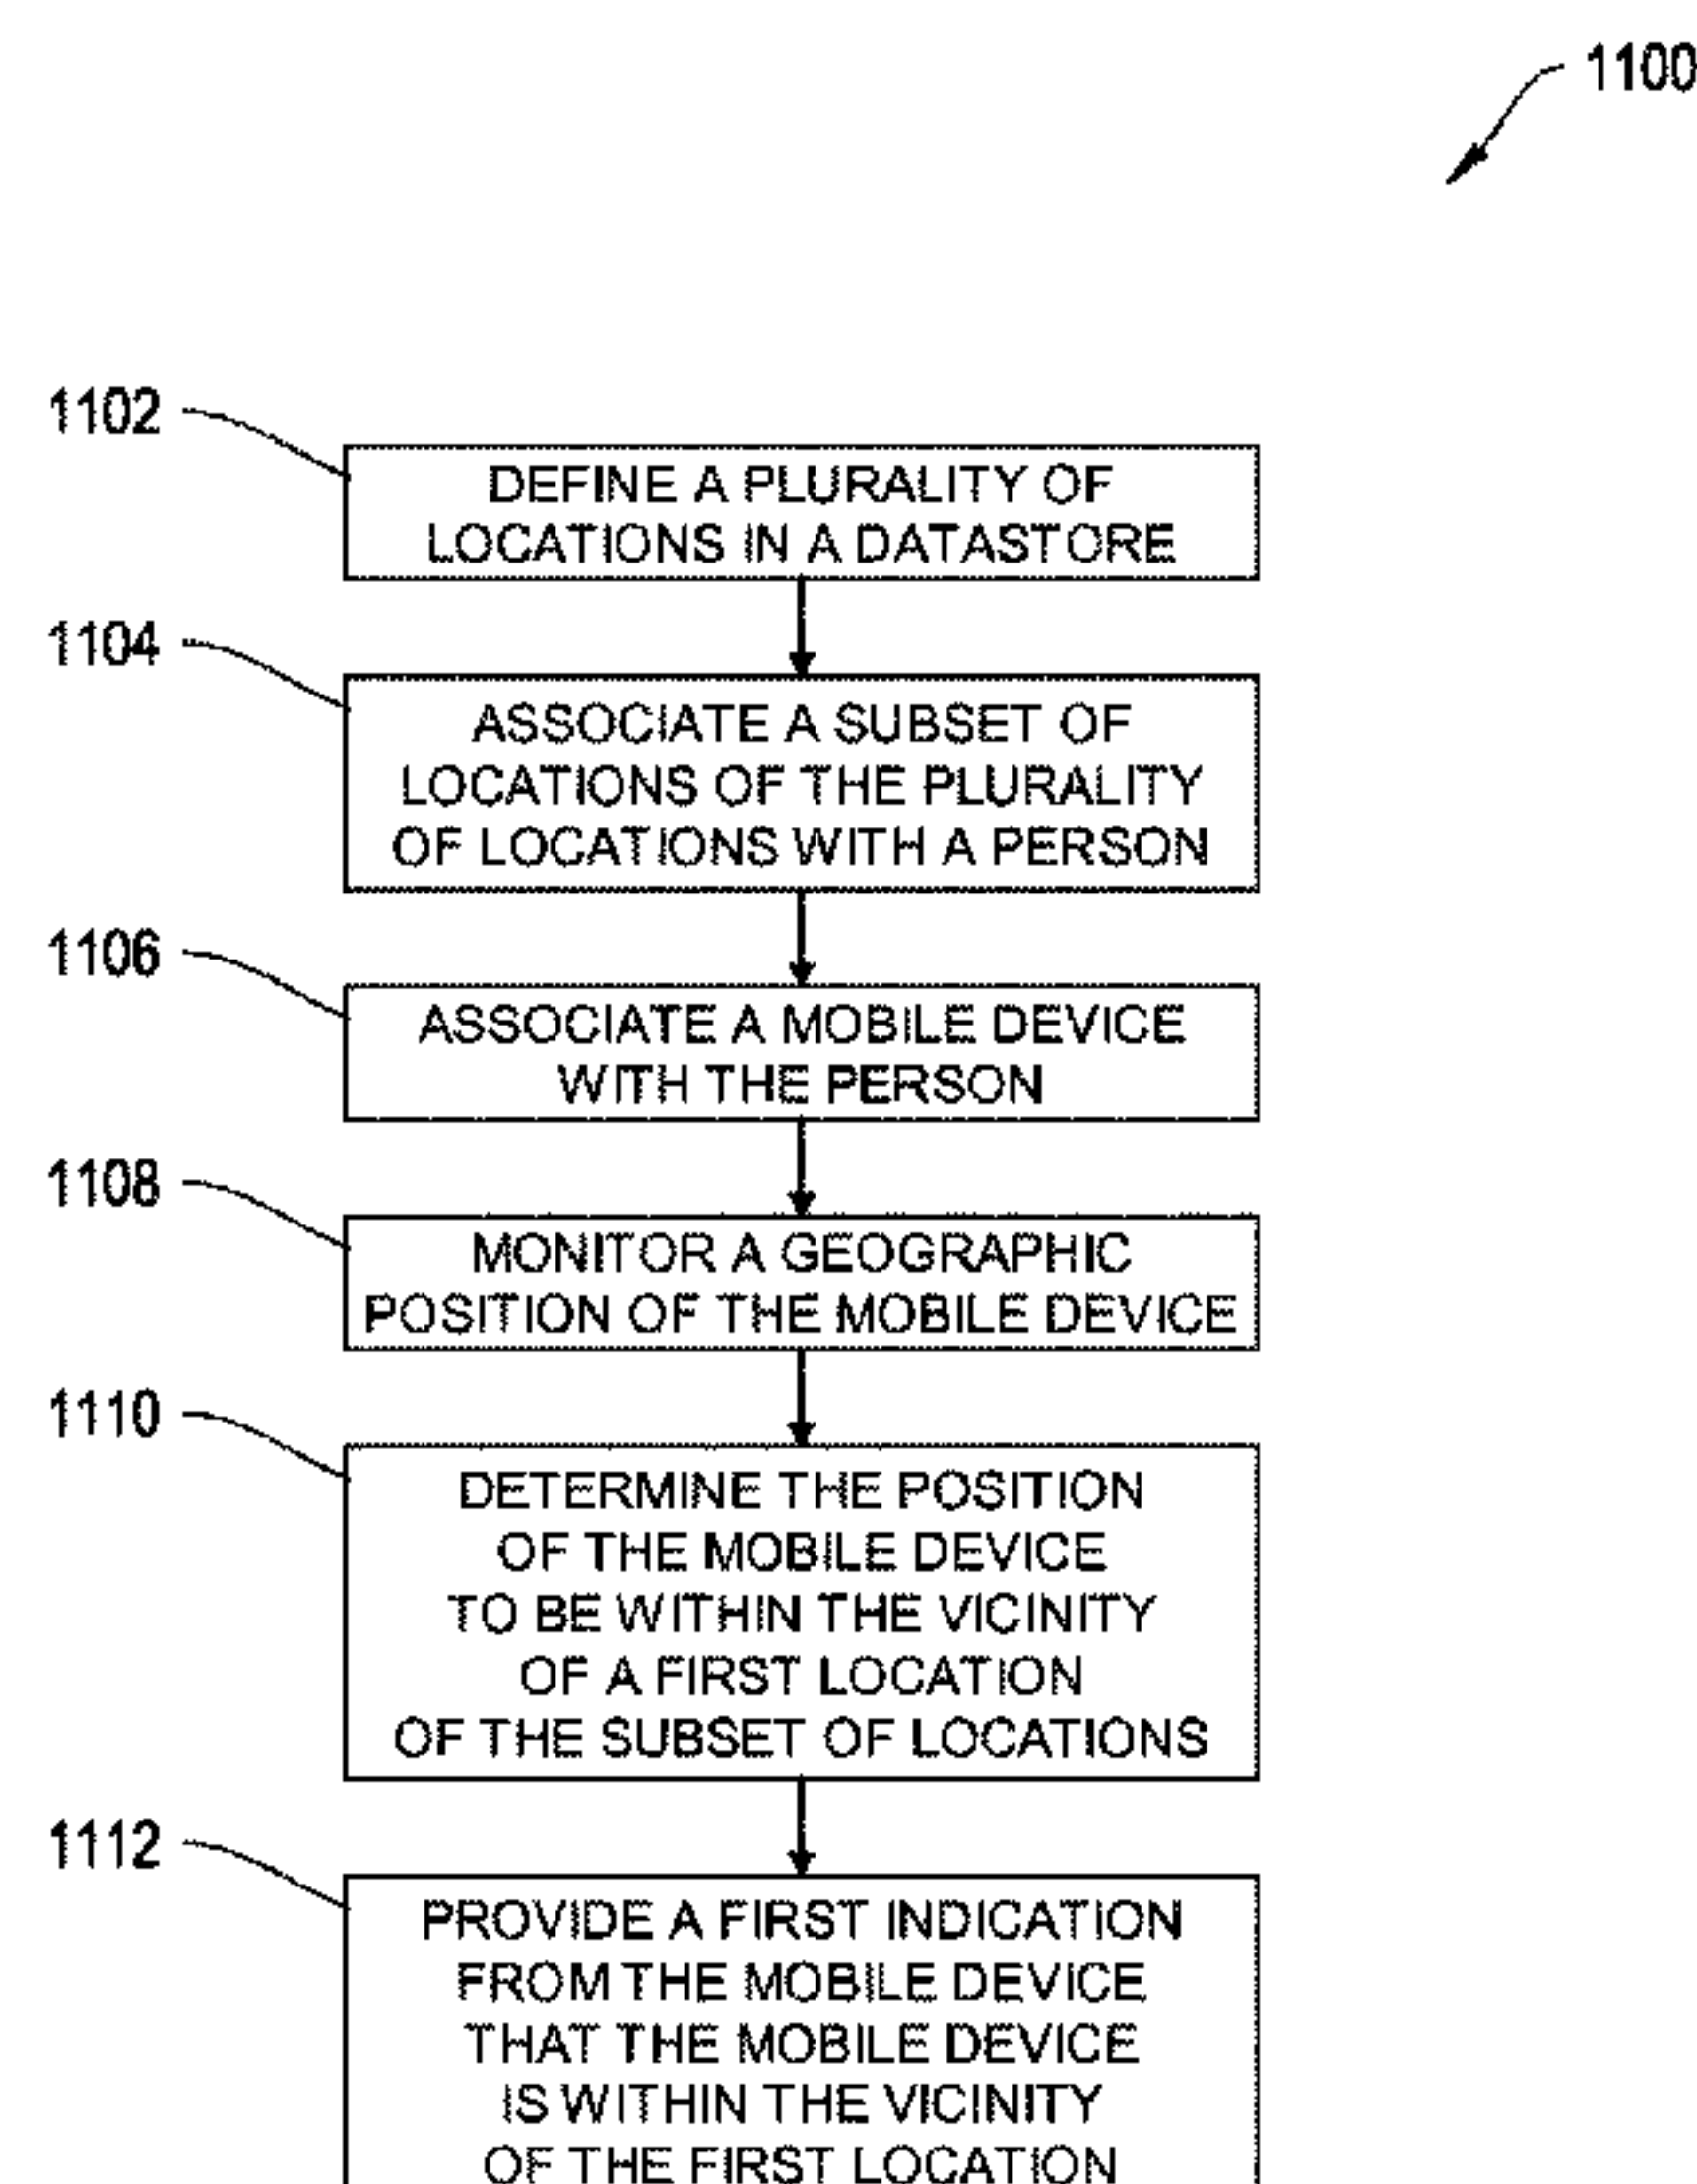 1100
1102
DEFINE A PLURALITY OF
LOCATIONS IN A DATASTORE
1104
ASSOCIATE A SUBSET OF
LOCATIONS OF THE PLURALITY
OF LOCATIONS WITH A PERSON
1106
ASSOCIATE A MOBILE DEVICE
WITH THE PERSON
1108
MONITOR A GEOGRAPHIC
POSITION OF THE MOBILE DEVICE
1110
DETERMINE THE POSITION
OF THE MOBILE DEVICE
TO BE WITHIN THE VICINITY
OF A FIRST LOCATION
OF THE SUBSET OF LOCATIONS
1112
PROVIDE A FIRST INDICATION
FROM THE MOBILE DEVICE
THAT THE MOBILE DEVICE
IS WITHIN THE VICINITY
OF THE FIRST LOCATION